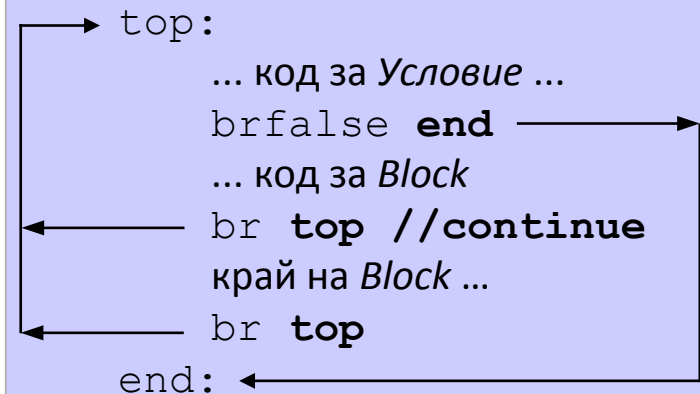 top:
... код за Условие ...
brfalse end
... код за Block
br top //continue
край на Block ...
br top
end: